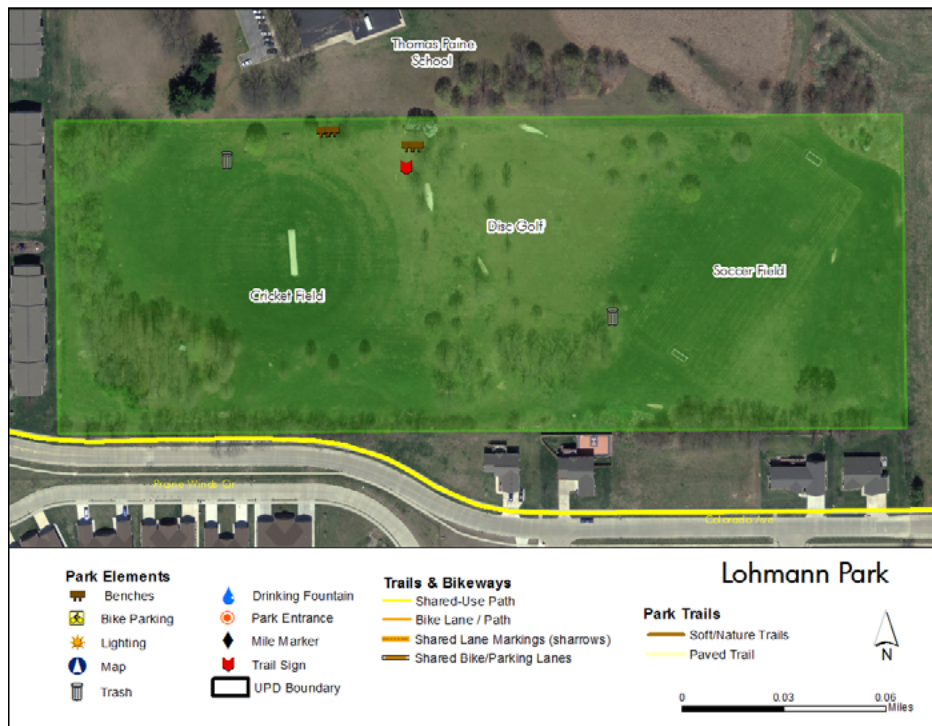 Thomas Paine
School
Disc Golf
Soccer Field
Cricket Field
Prairie Winds Cir
Colorado Ave
Lohmann Park
Park Elements
Benches
Bike Parking
Lighting
Map
Trash
Drinking Fountain
Park Entrance
Mile Marker
Trail Sign
UPD Boundary
Trails & Bikeways
Shared-Use Path
Bike Lane / Path
Shared Lane Markings (sharrows)
Shared Bike/Parking Lanes
Park Trails
Soft/Nature Trails
Paved Trail
N
0 0.03 0.06
Miles